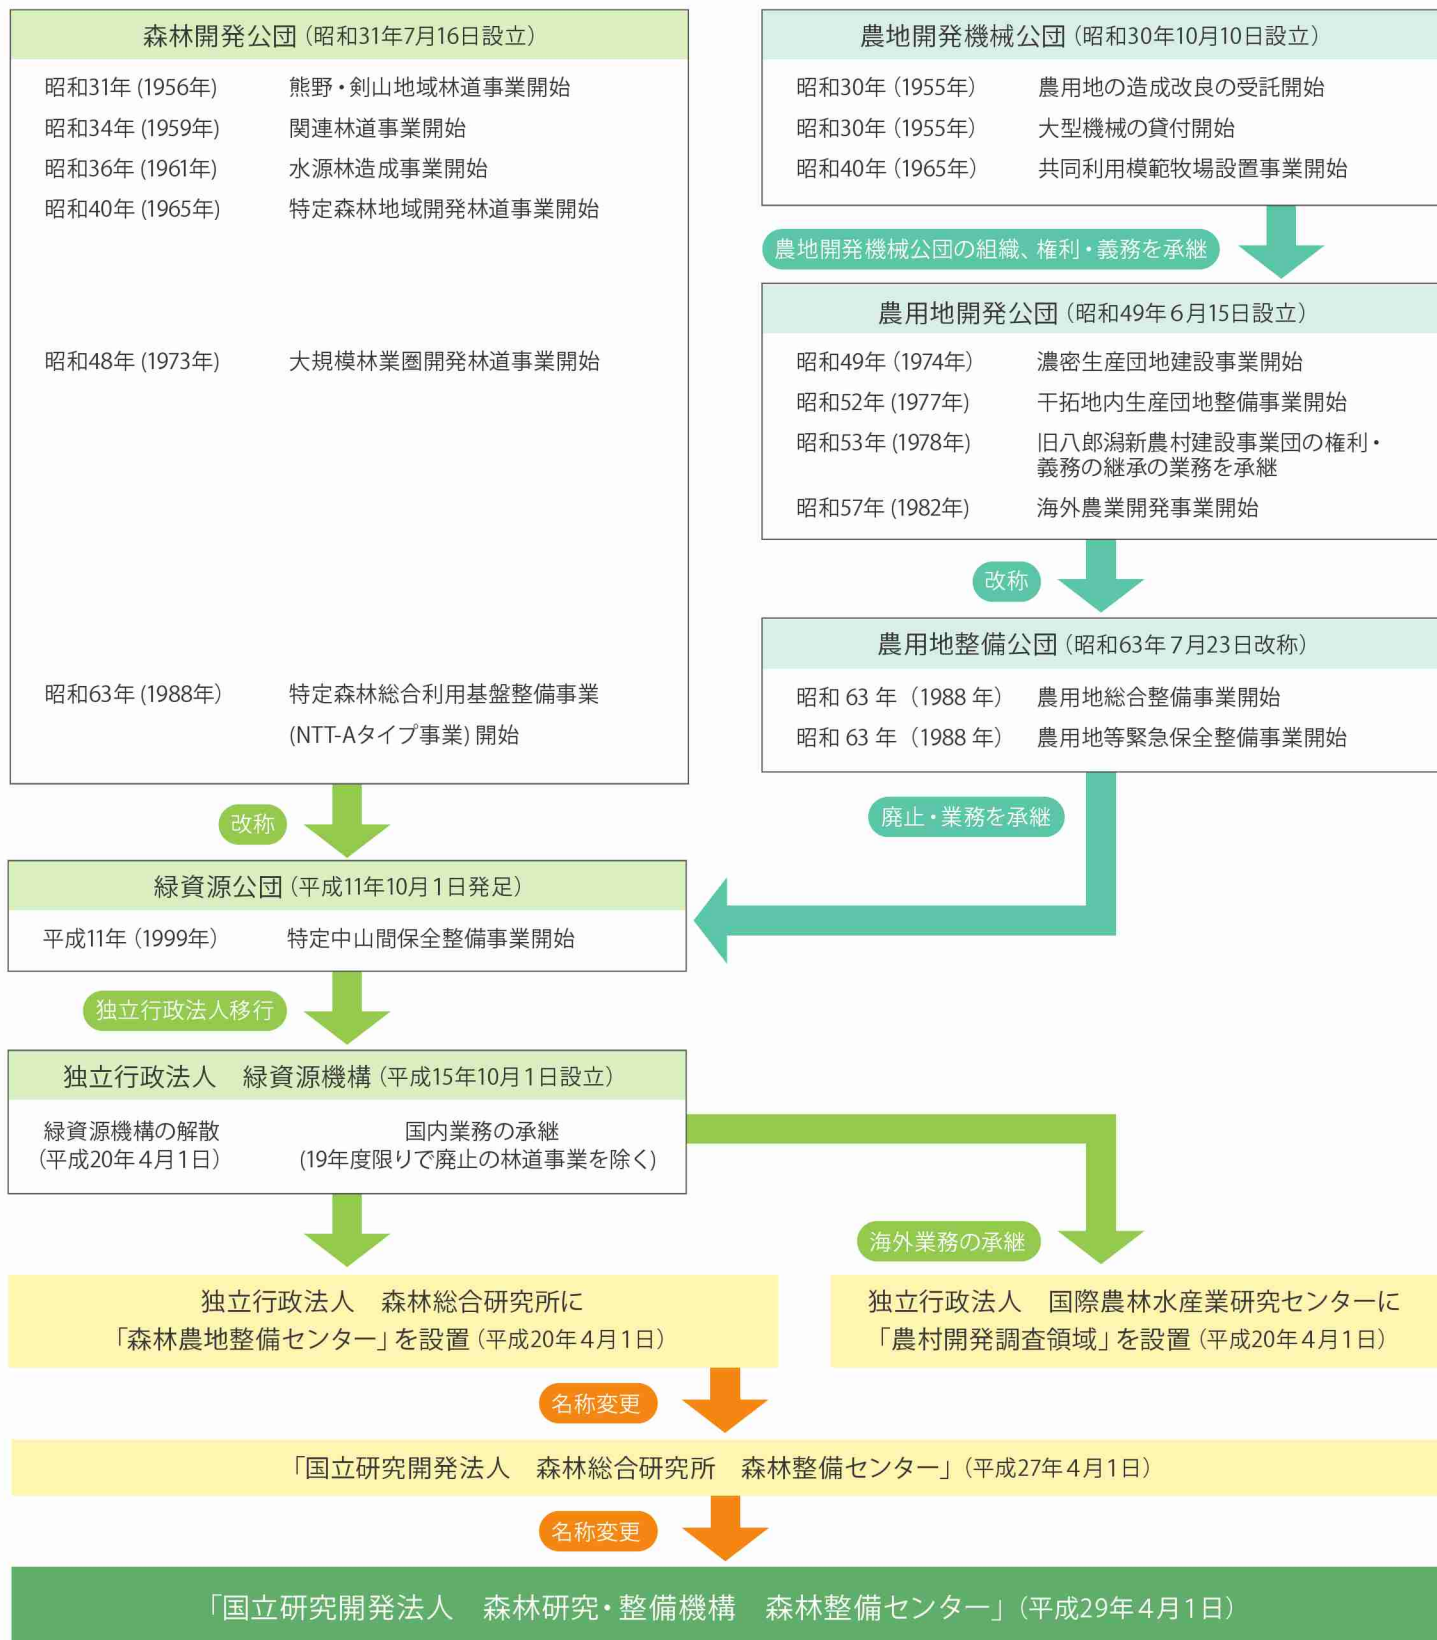 森林開発公団（昭和31年7月16日設立）
昭和31年 (1956年)　熊野・剣山地域林道事業開始
昭和34年 (1959年)　関連林道事業開始
昭和36年 (1961年)　水源林造成事業開始
昭和40年 (1965年)　特定森林地域開発林道事業開始
昭和48年 (1973年)　大規模林業圏開発林道事業開始
昭和63年 (1988年）　特定森林総合利用基盤整備事業
(NTT-Aタイプ事業) 開始
農地開発機械公団（昭和30年10月10日設立）
昭和30年（1955年）　農用地の造成改良の受託開始
昭和30年（1955年）　大型機械の貸付開始
昭和40年（1965年）　共同利用模範牧場設置事業開始
農地開発機械公団の組織、権利・義務を承継
農用地開発公団（昭和49年６月15日設立）
昭和49年（1974年）　濃密生産団地建設事業開始
昭和52年 (1977年)　干拓地内生産団地整備事業開始
昭和53年 (1978年)　旧八郎潟新農村建設事業団の権利・
義務の継承の業務を承継
昭和57年 (1982年)　海外農業開発事業開始
改称
農用地整備公団（昭和63年７月23日改称）
昭和 63 年（1988 年）　農用地総合整備事業開始
昭和 63 年（1988 年）　農用地等緊急保全整備事業開始
改称
廃止・業務を承継
緑資源公団（平成11年10月１日発足）
平成11年（1999年）　特定中山間保全整備事業開始
独立行政法人移行
独立行政法人　緑資源機構（平成15年10月１日設立）
緑資源機構の解散　国内業務の承継
（平成20年４月１日）　(19年度限りで廃止の林道事業を除く)
海外業務の承継
独立行政法人　森林総合研究所に
「森林農地整備センター」を設置（平成20年４月１日）
独立行政法人　国際農林水産業研究センターに
「農村開発調査領域」を設置（平成20年４月１日）
名称変更
「国立研究開発法人　森林総合研究所　森林整備センター」（平成27年４月１日）
名称変更
「国立研究開発法人　森林研究・整備機構　森林整備センター」（平成29年４月１日）